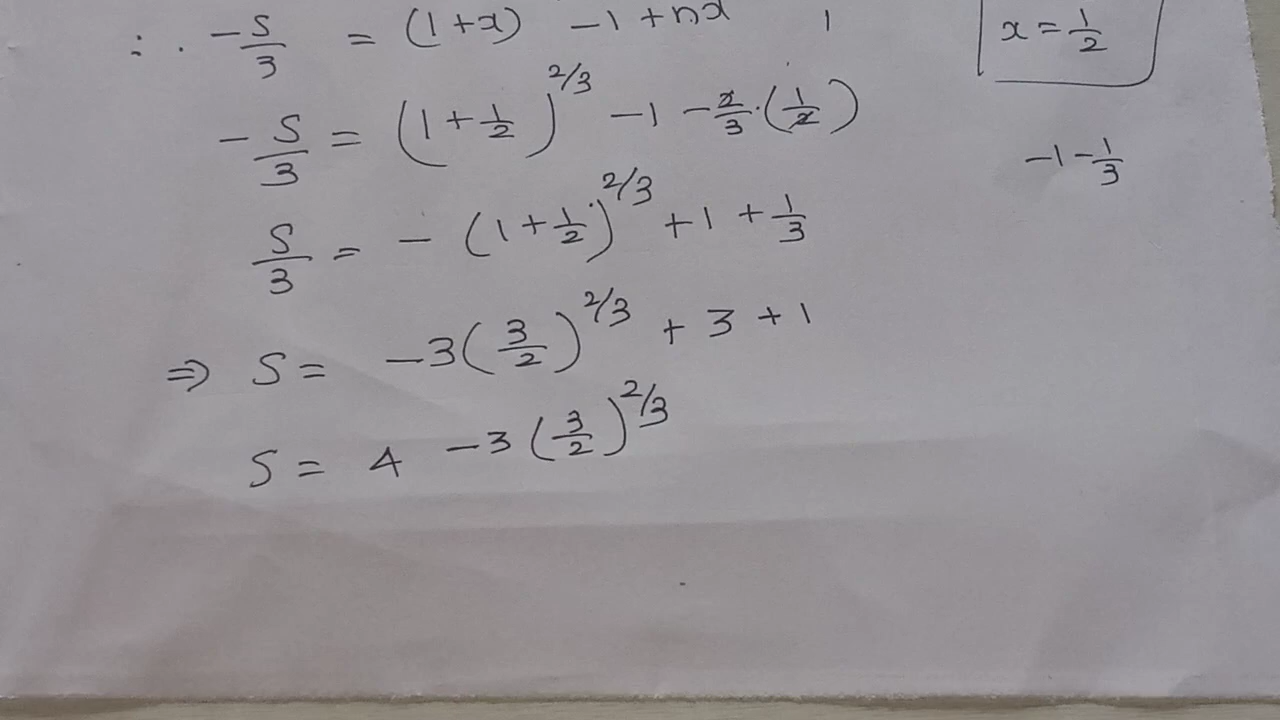 ∴ -S/3 = (1+x) -1 + nx
x = 1/2
-S/3 = (1 + 1/2)^2/3 -1 -2/3·(1/2)
-1 - 1/3
S/3 = - (1 + 1/2)^2/3 + 1 + 1/3
⇒ S = -3(3/2)^2/3 + 3 + 1
S = 4 -3(3/2)^2/3